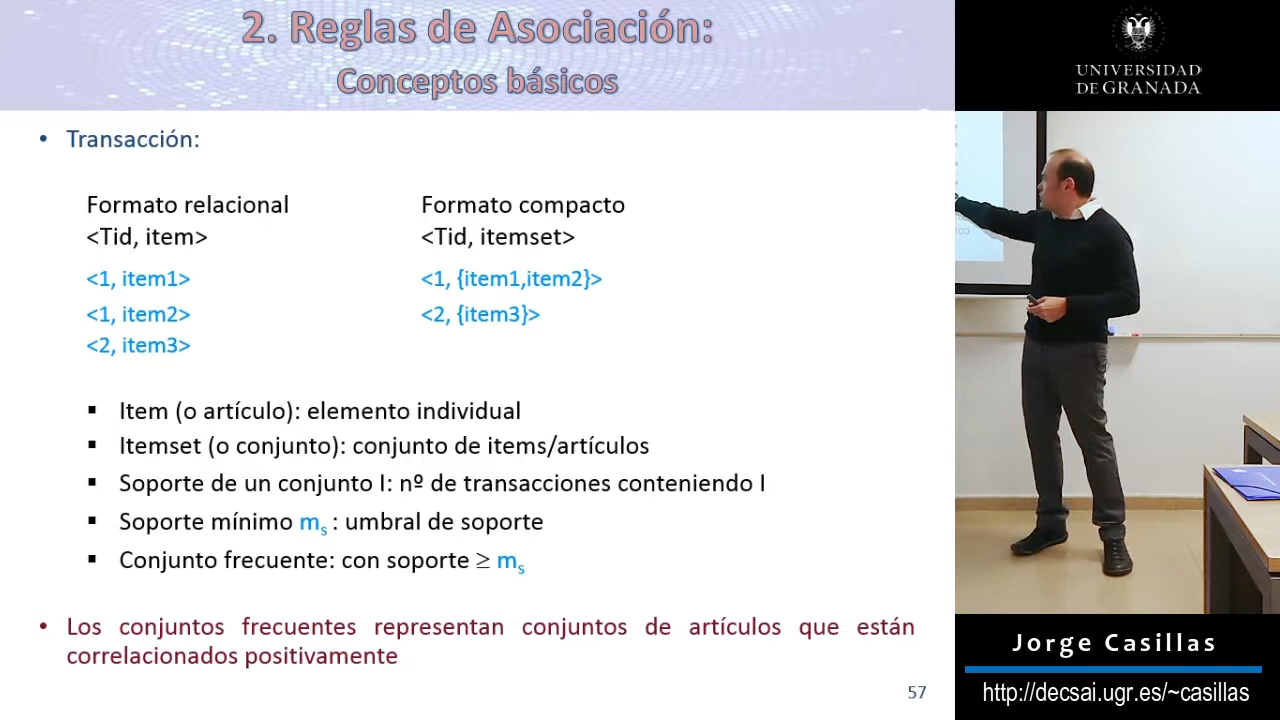 2. Reglas de Asociación:
Conceptos básicos
• Transacción:
Formato relacional
<Tid, item>
<1, item1>
<1, item2>
<2, item3>
Formato compacto
<Tid, itemset>
<1, {item1,item2}>
<2, {item3}>
▪ Item (o artículo): elemento individual
▪ Itemset (o conjunto): conjunto de items/artículos
▪ Soporte de un conjunto I: nº de transacciones conteniendo I
▪ Soporte mínimo ms : umbral de soporte
▪ Conjunto frecuente: con soporte ≥ ms
• Los conjuntos frecuentes representan conjuntos de artículos que están
correlacionados positivamente
57
UNIVERSIDAD
DE GRANADA
Jorge Casillas
http://decsai.ugr.es/~casillas